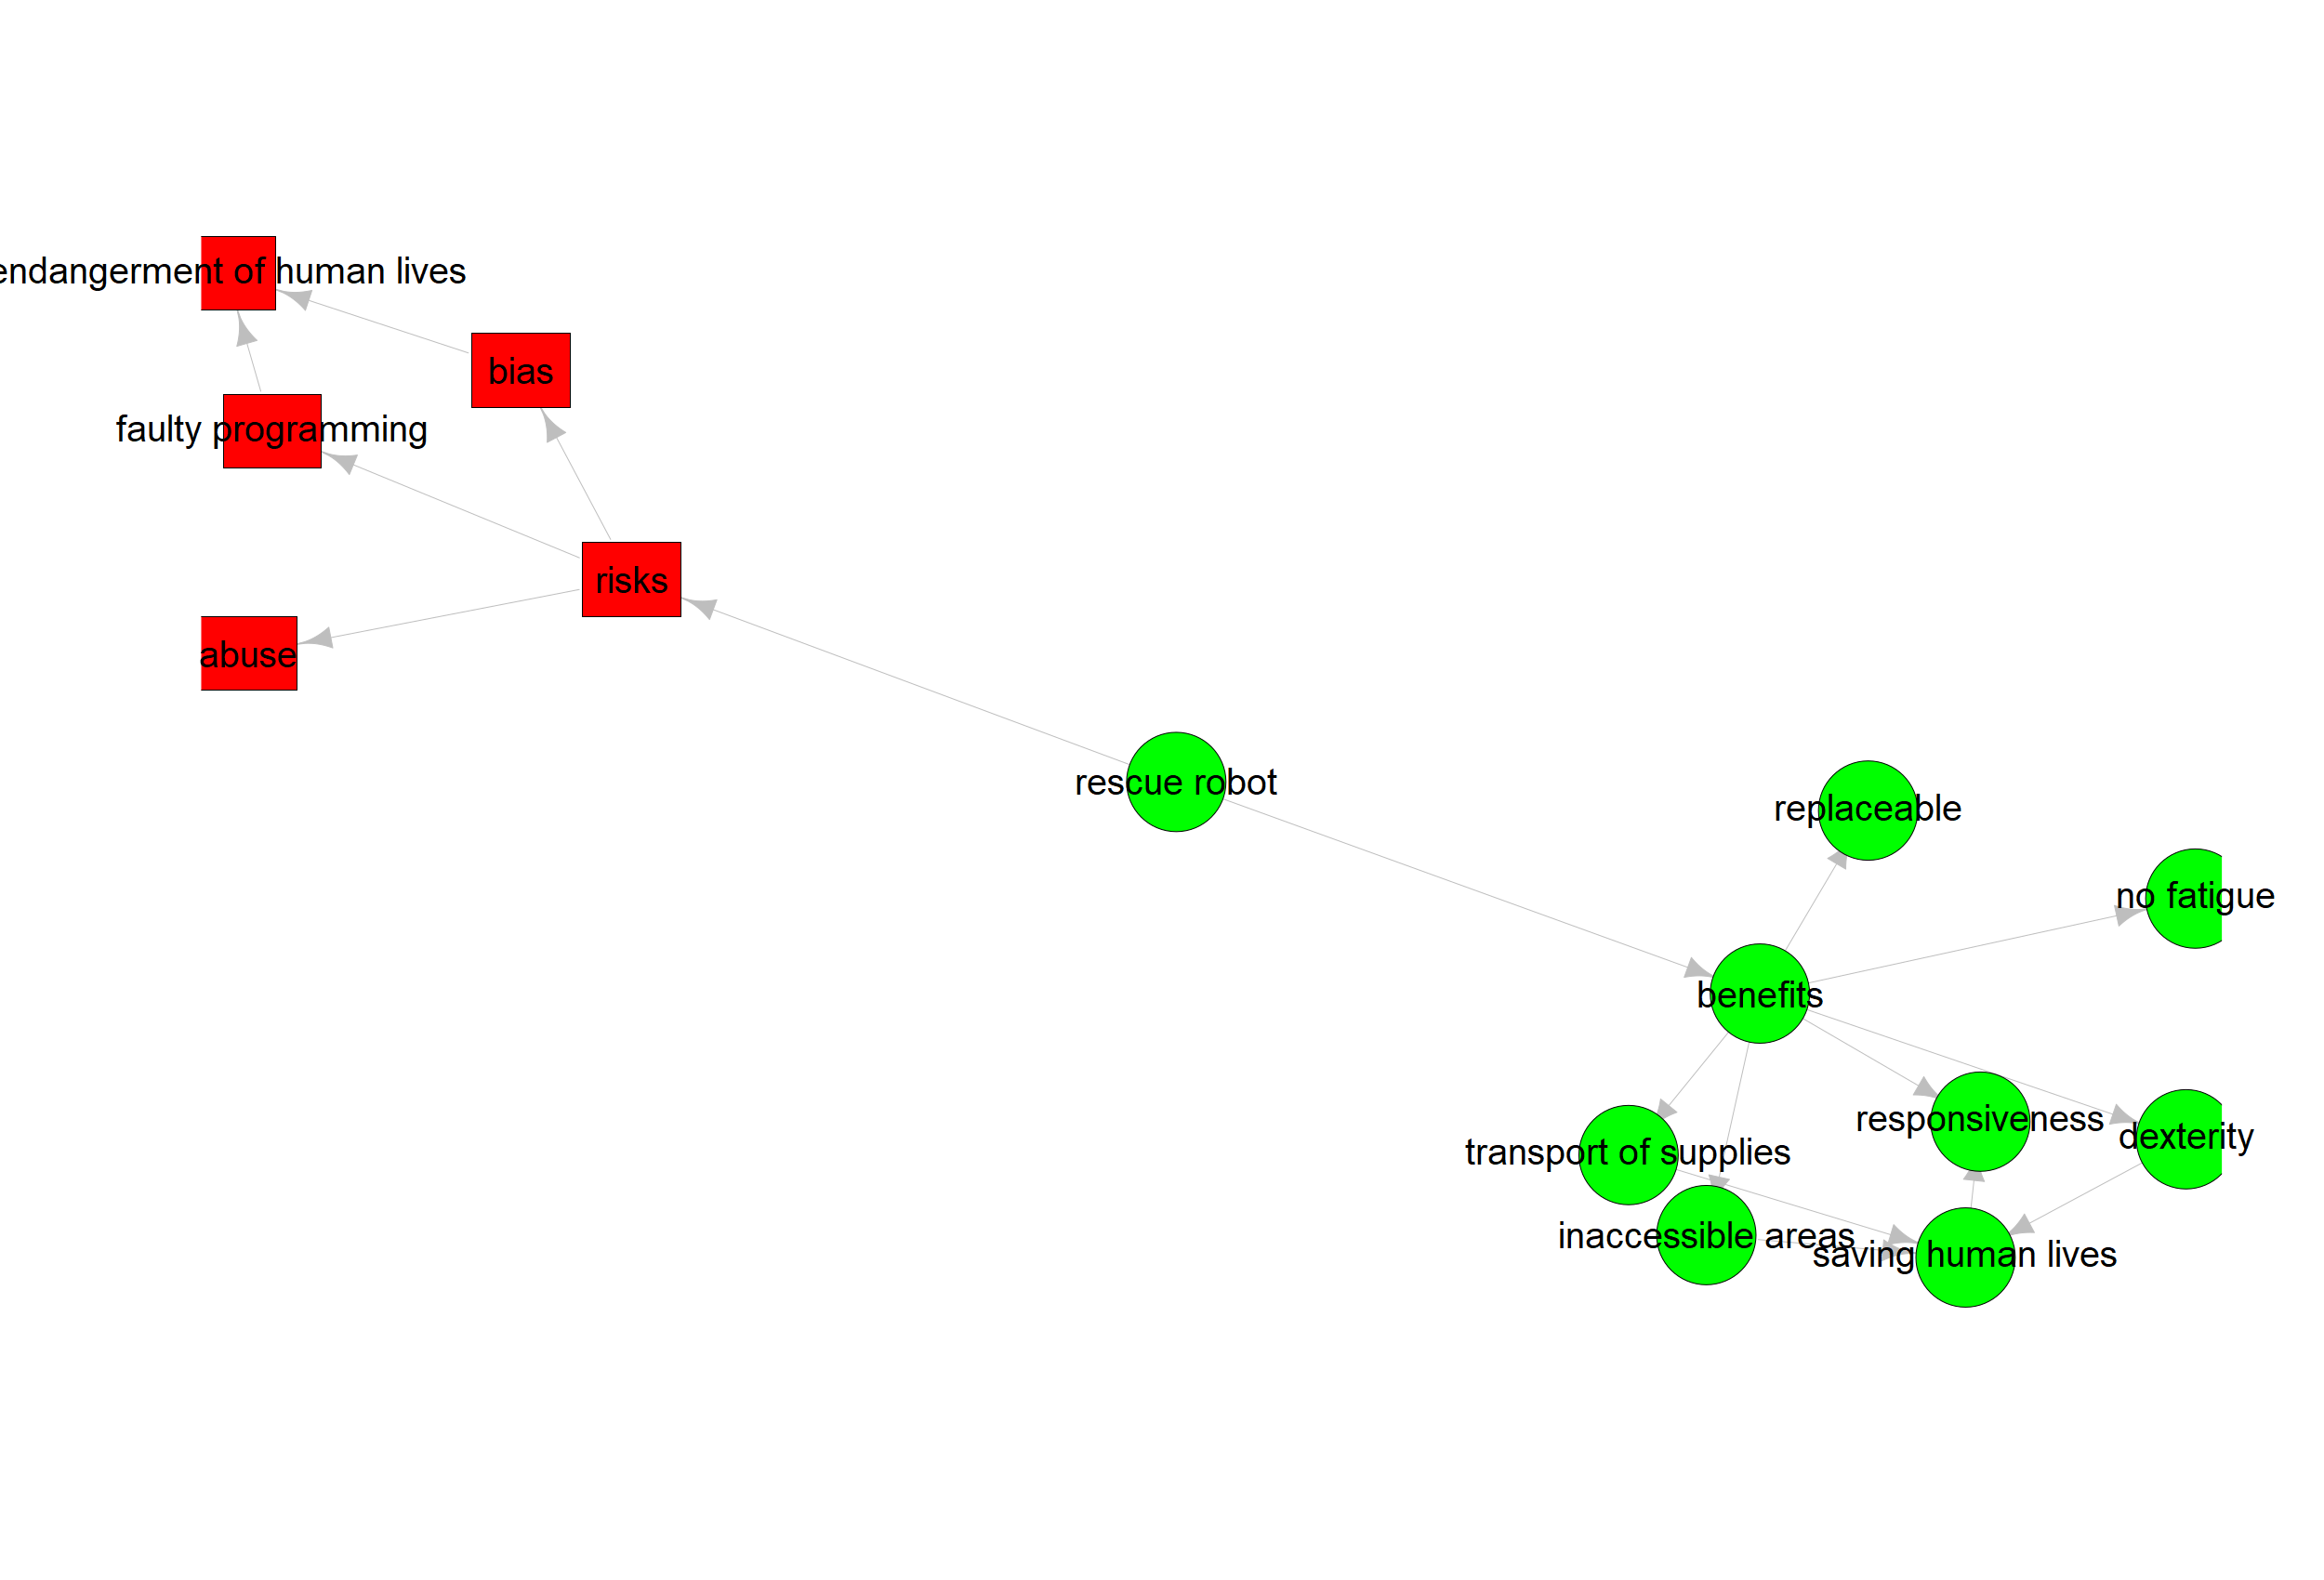 endangerment of human lives
bias
faulty programming
risks
abuse
rescue robot
replaceable
no fatigue
benefits
responsiveness
dexterity
transport of supplies
inaccessible areas
saving human lives